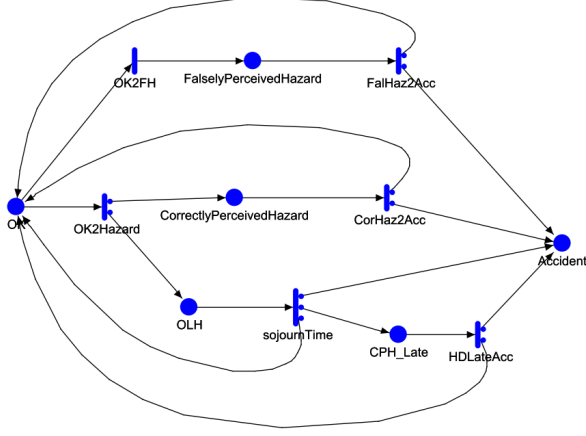 OK2FH
FalselyPerceivedHazard
FalHaz2Acc
OK
OK2Hazard
CorrectlyPerceivedHazard
CorHaz2Acc
Accident
OLH
sojournTime
CPH_Late
HDLateAcc